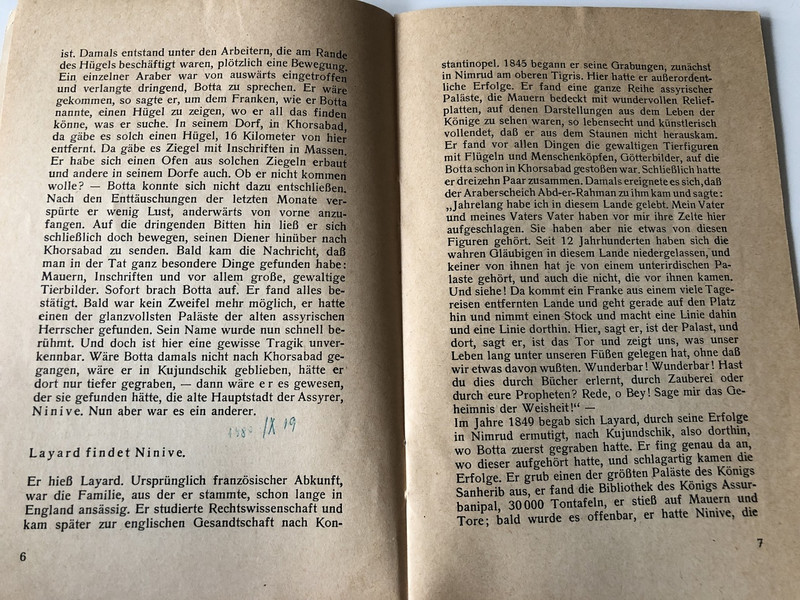 ist. Damals entstand unter den Arbeitern, die am Rande
des Hügels beschäftigt waren, plötzlich eine Bewegung.
Ein einzelner Araber war von auswärts eingetroffen
und verlangte dringend, Botta zu sprechen. Er wäre
gekommen, so sagte er, um dem Franken, wie er Botta
nannte, einen Hügel zu zeigen, wo er all das finden
könne, was er suche. In seinem Dorf, in Khorsabad,
da gäbe es solch einen Hügel, 16 Kilometer von hier
entfernt. Da gäbe es Ziegel mit Inschriften in Massen.
Er habe sich einen Ofen aus solchen Ziegeln erbaut
und andere in seinem Dorfe auch. Ob er nicht kommen
wolle? — Botta konnte sich nicht dazu entschließen.
Nach den Enttäuschungen der letzten Monate ver-
spürte er wenig Lust, anderwärts von vorne anzu-
fangen. Auf die dringenden Bitten hin ließ er sich
schließlich doch bewegen, seinen Diener hinüber nach
Khorsabad zu senden. Bald kam die Nachricht, daß
man in der Tat ganz besondere Dinge gefunden habe:
Mauern, Inschriften und vor allem große, gewaltige
Tierbilder. Sofort brach Botta auf. Er fand alles be-
stätigt. Bald war kein Zweifel mehr möglich, er hatte
einen der glanzvollsten Paläste der alten assyrischen
Herrscher gefunden. Sein Name wurde nun schnell be-
rühmt. Und doch ist hier eine gewisse Tragik unver-
kennbar. Wäre Botta damals nicht nach Khorsabad ge-
gangen, wäre er in Kujundschik geblieben, hätte er
dort nur tiefer gegraben, — dann wäre er es gewesen,
der sie gefunden hätte, die alte Hauptstadt der Assyrer,
Ninive. Nun aber war es ein anderer.
/IX 19
Layard findet Ninive.
Er hieß Layard. Ursprünglich französischer Abkunft,
war die Familie, aus der er stammte, schon lange in
England ansässig. Er studierte Rechtswissenschaft und
kam später zur englischen Gesandtschaft nach Kon-
6
stantinopel. 1845 begann er seine Grabungen, zunächst
in Nimrud am oberen Tigris. Hier hatte er außerordent-
liche Erfolge. Er fand eine ganze Reihe assyrischer
Paläste, die Mauern bedeckt mit wundervollen Relief-
platten, auf denen Darstellungen aus dem Leben der
Könige zu sehen waren, so lebensecht und künstlerisch
vollendet, daß er aus dem Staunen nicht herauskam.
Er fand vor allen Dingen die gewaltigen Tierfiguren
mit Flügeln und Menschenköpfen, Götterbilder, auf die
Botta schon in Khorsabad gestoßen war. Schließlich hatte
er dreizehn Paar zusammen. Damals ereignete es sich, daß
der Araberscheich Abd-er-Rahman zu ihm kam und sagte:
„Jahrelang habe ich in diesem Lande gelebt. Mein Vater
und meines Vaters Vater haben vor mir ihre Zelte hier
aufgeschlagen. Sie haben aber nie etwas von diesen
Figuren gehört. Seit 12 Jahrhunderten haben sich die
wahren Gläubigen in diesem Lande niedergelassen, und
keiner von ihnen hat je von einem unterirdischen Pa-
laste gehört, und auch die nicht, die vor ihnen kamen.
Und siehe! Da kommt ein Franke aus einem viele Tage-
reisen entfernten Lande und geht gerade auf den Platz
hin und nimmt einen Stock und macht eine Linie dahin
und eine Linie dorthin. Hier, sagt er, ist der Palast, und
dort, sagt er, ist das Tor und zeigt uns, was unser
Leben lang unter unseren Füßen gelegen hat, ohne daß
wir etwas davon wußten. Wunderbar! Wunderbar! Hast
du dies durch Bücher erlernt, durch Zauberei oder
durch eure Propheten? Rede, o Bey! Sage mir das Ge-
heimnis der Weisheit!“ —
Im Jahre 1849 begab sich Layard, durch seine Erfolge
in Nimrud ermutigt, nach Kujundschik, also dorthin,
wo Botta zuerst gegraben hatte. Er fing genau da an,
wo dieser aufgehört hatte, und schlagartig kamen die
Erfolge. Er grub einen der größten Paläste des Königs
Sanherib aus, er fand die Bibliothek des Königs Assur-
banipal, 30 000 Tontafeln, er stieß auf Mauern und
Tore; bald wurde es offenbar, er hatte Ninive, die
7